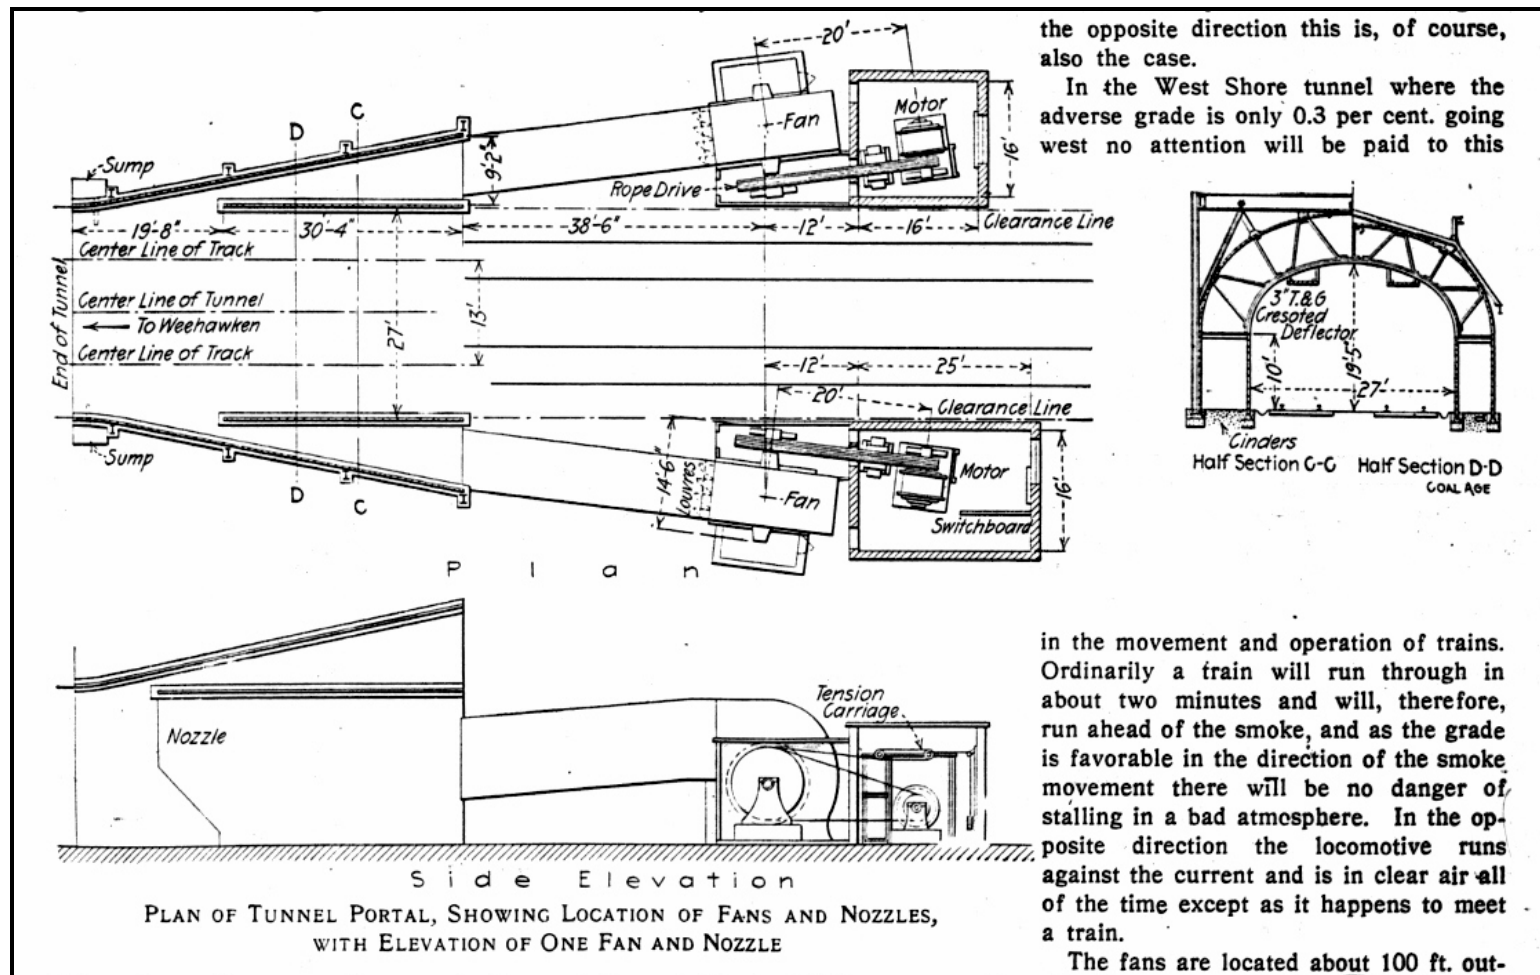 the opposite direction this is, of course,
also the case.
In the West Shore tunnel where the
adverse grade is only 0.3 per cent. going
west no attention will be paid to this
20'
D
C
Motor
Fan
16'
Sump
9'-2"
Rope Drive
19'-8"
30'-4"
38'-6"
12'
16'
Clearance Line
Center Line of Track
End of Tunnel
Center Line of Tunnel
To Weehawken
13'
27'
Center Line of Track
12'
25'
20'
Clearance Line
Sump
D
C
14'-6"
Louvres
Fan
Motor
16'
Switchboard
Plan
3" T.&G
Cresoted
Deflector
10'
19'-5"
27'
Cinders
Half Section C-C
Half Section D-D
COAL AGE
Nozzle
Tension
Carriage
Side Elevation
PLAN OF TUNNEL PORTAL, SHOWING LOCATION OF FANS AND NOZZLES,
WITH ELEVATION OF ONE FAN AND NOZZLE
in the movement and operation of trains.
Ordinarily a train will run through in
about two minutes and will, therefore,
run ahead of the smoke, and as the grade
is favorable in the direction of the smoke
movement there will be no danger of
stalling in a bad atmosphere. In the op-
posite direction the locomotive runs
against the current and is in clear air all
of the time except as it happens to meet
a train.
The fans are located about 100 ft. out-